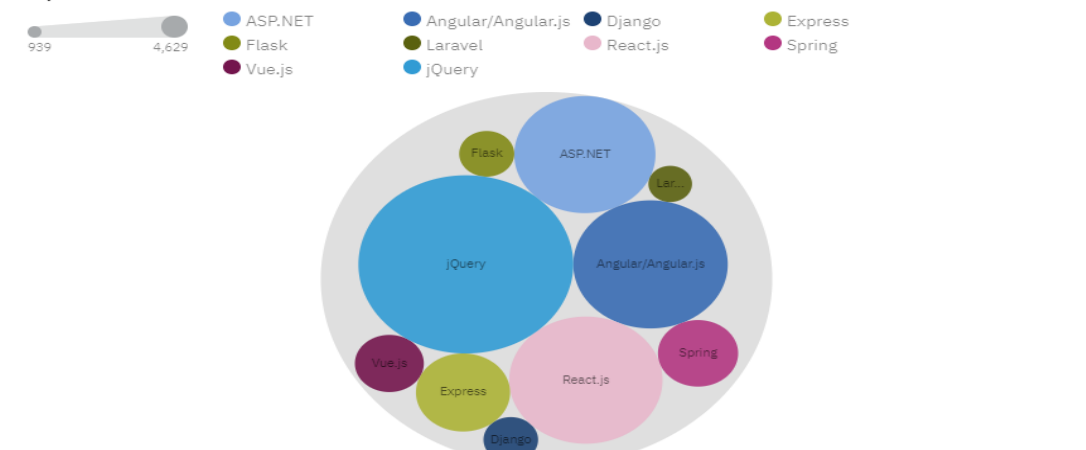 ASP.NET Angular/Angular.js Django Express
939 4,629 Flask Laravel React.js Spring
Vue.js jQuery
Flask ASP.NET
Lar...
jQuery Angular/Angular.js
Spring
Vue.js React.js
Express
Django